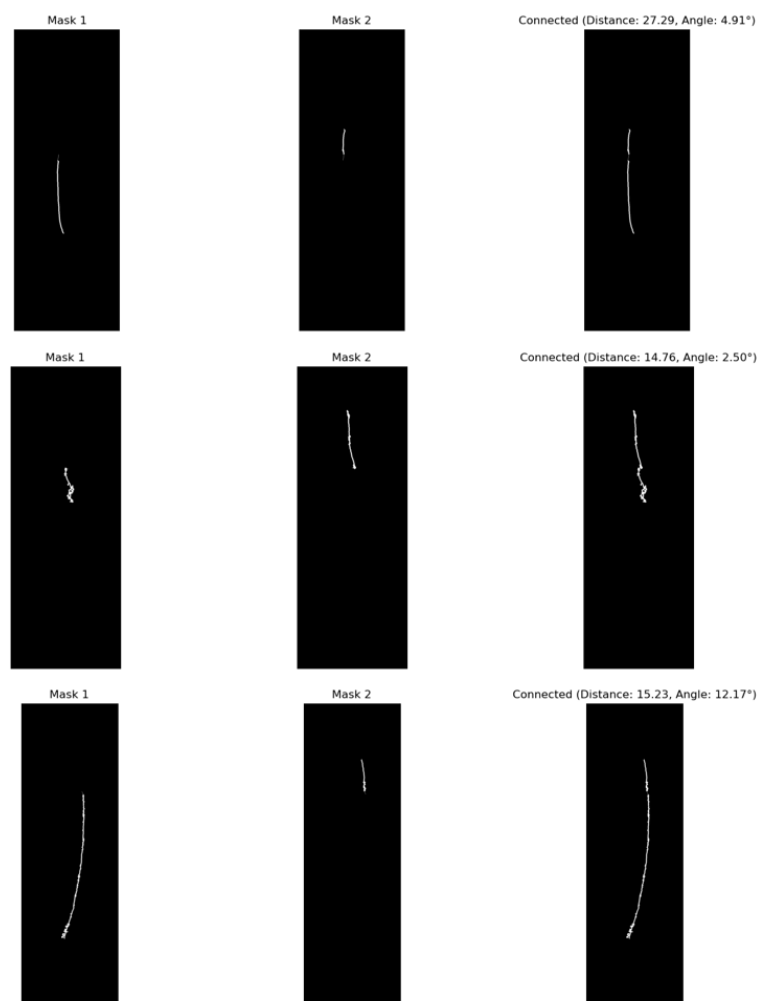 Mask 1
Mask 2
Connected (Distance: 27.29, Angle: 4.91°)
Mask 1
Mask 2
Connected (Distance: 14.76, Angle: 2.50°)
Mask 1
Mask 2
Connected (Distance: 15.23, Angle: 12.17°)